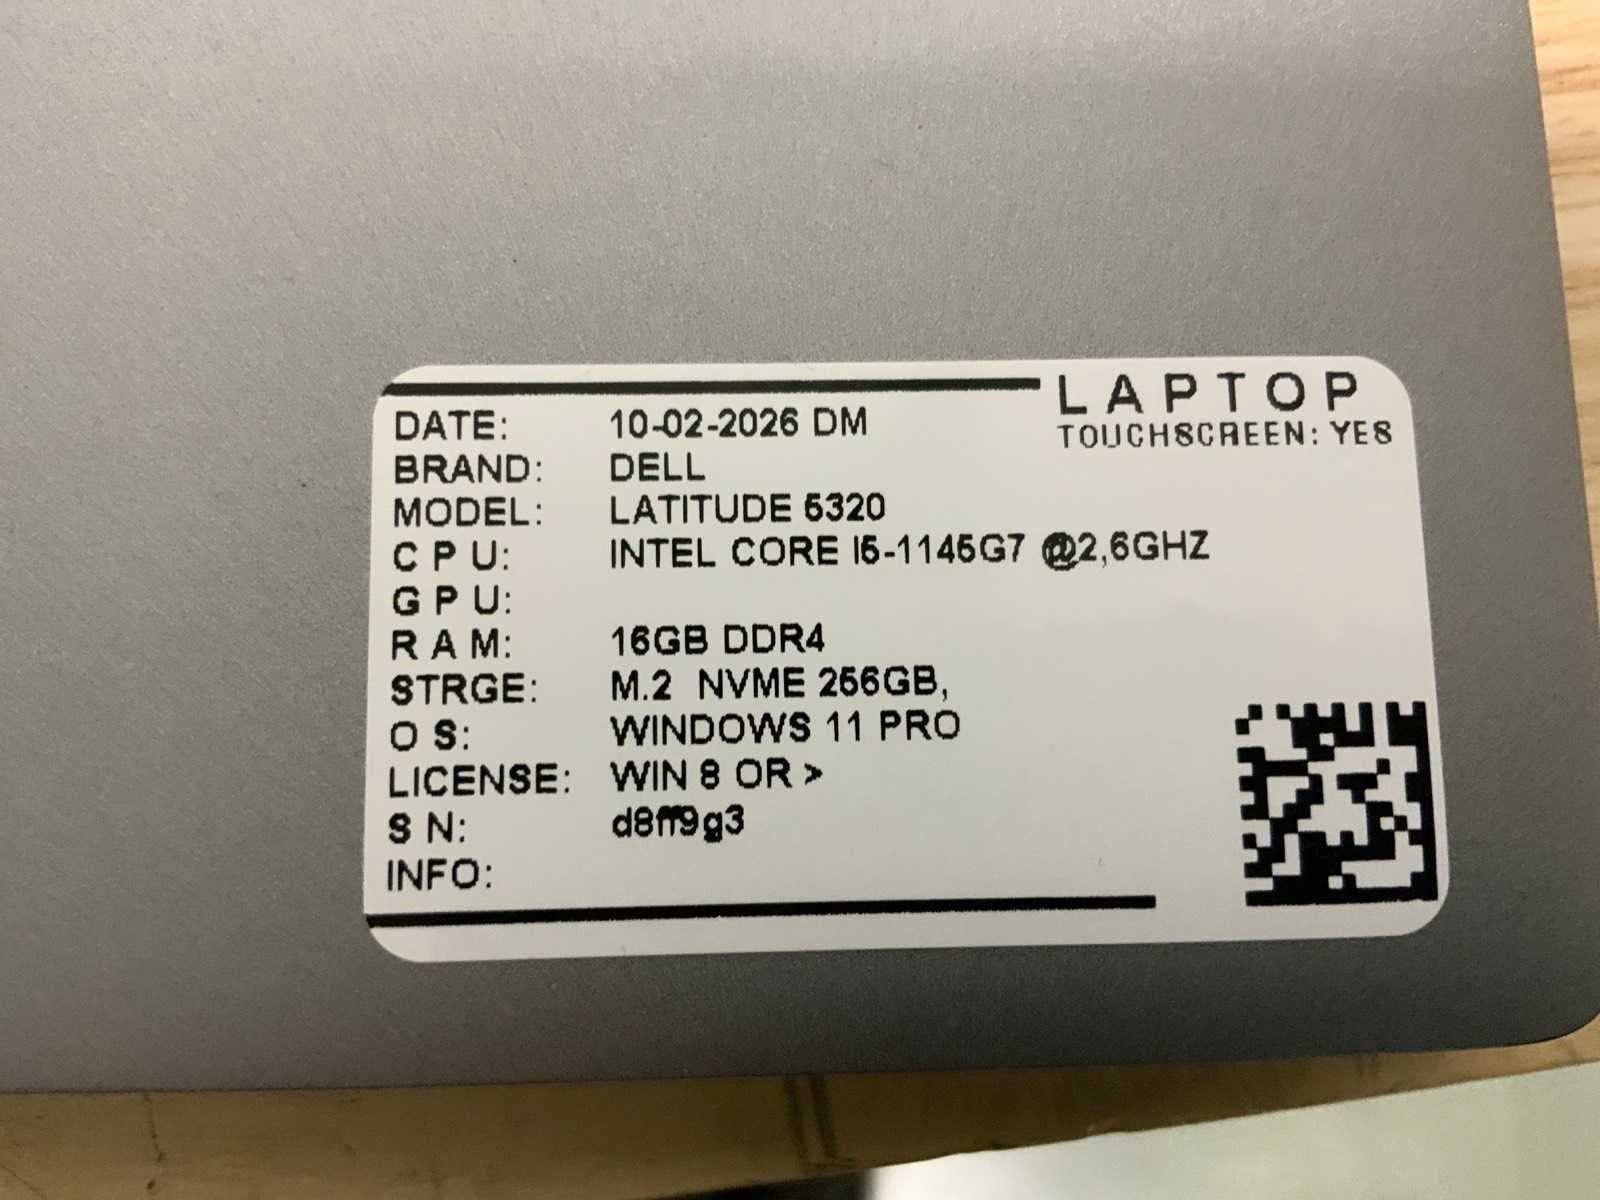 LAPTOP
TOUCHSCREEN: YES
DATE: 10-02-2026 DM
BRAND: DELL
MODEL: LATITUDE 5320
C P U: INTEL CORE I5-1145G7 @2,6GHZ
G P U:
R A M: 16GB DDR4
STRGE: M.2 NVME 256GB,
O S: WINDOWS 11 PRO
LICENSE: WIN 8 OR >
S N: d8ff9g3
INFO: